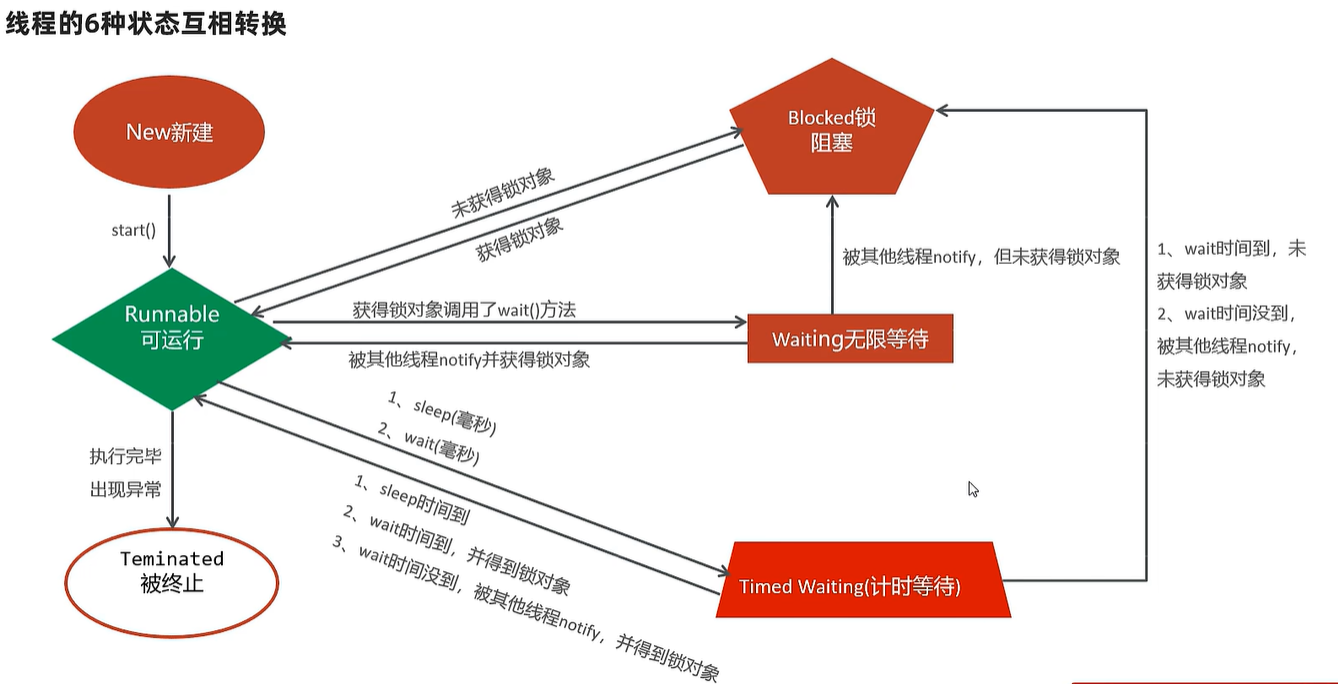 线程的6种状态互相转换
New新建
start()
Runnable
可运行
执行完毕
出现异常
Teminated
被终止
未获得锁对象
获得锁对象
Blocked锁
阻塞
获得锁对象调用了wait()方法
被其他线程notify并获得锁对象
Waiting无限等待
被其他线程notify，但未获得锁对象
1、sleep(毫秒)
2、wait(毫秒)
1、sleep时间到
2、wait时间到，并得到锁对象
3、wait时间没到，被其他线程notify，并得到锁对象
Timed Waiting(计时等待)
1、wait时间到，未
获得锁对象
2、wait时间没到，
被其他线程notify，
未获得锁对象